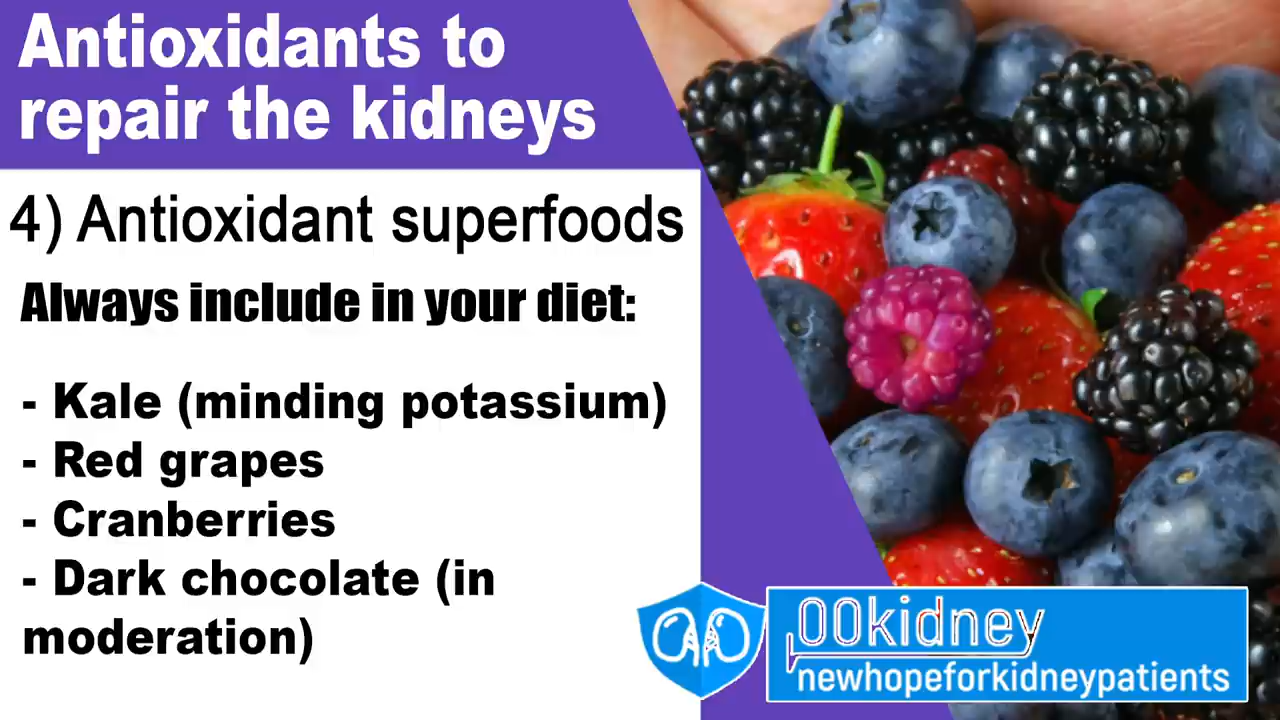 Antioxidants to
repair the kidneys
4) Antioxidant superfoods
Always include in your diet:
- Kale (minding potassium)
- Red grapes
- Cranberries
- Dark chocolate (in
moderation)
00kidney
newhopeforkidneypatients